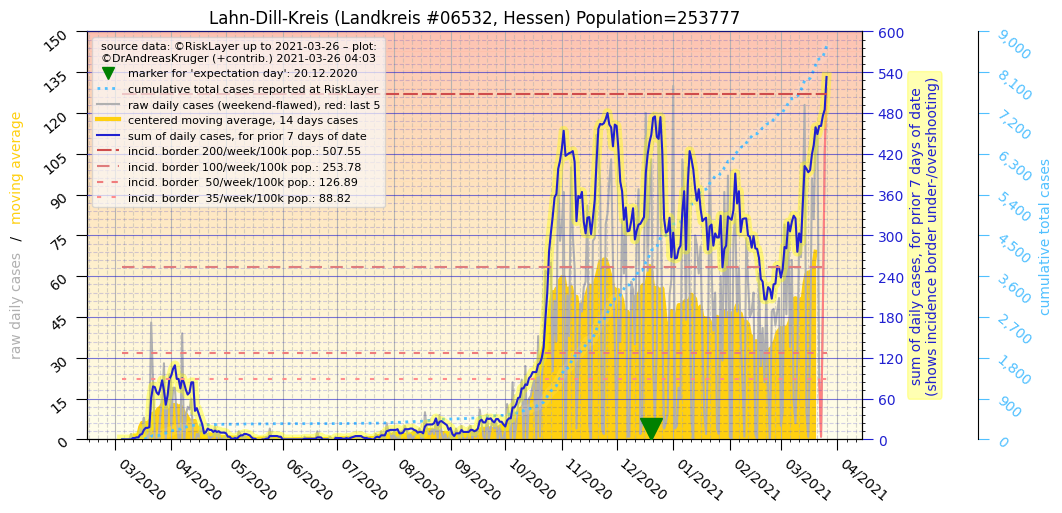 Lahn-Dill-Kreis (Landkreis #06532, Hessen) Population=253777
source data: ©RiskLayer up to 2021-03-26 – plot:
©DrAndreasKruger (+contrib.) 2021-03-26 04:03
marker for 'expectation day': 20.12.2020
cumulative total cases reported at RiskLayer
raw daily cases (weekend-flawed), red: last 5
centered moving average, 14 days cases
sum of daily cases, for prior 7 days of date
incid. border 200/week/100k pop.: 507.55
incid. border 100/week/100k pop.: 253.78
incid. border  50/week/100k pop.: 126.89
incid. border  35/week/100k pop.: 88.82
raw daily cases  /  moving average
150
135
120
105
90
75
60
45
30
15
0
03/2020
04/2020
05/2020
06/2020
07/2020
08/2020
09/2020
10/2020
11/2020
12/2020
01/2021
02/2021
03/2021
04/2021
600
540
480
420
360
300
240
180
120
60
0
sum of daily cases, for prior 7 days of date
(shows incidence border under-/overshooting)
9,000
8,100
7,200
6,300
5,400
4,500
3,600
2,700
1,800
900
0
cumulative total cases